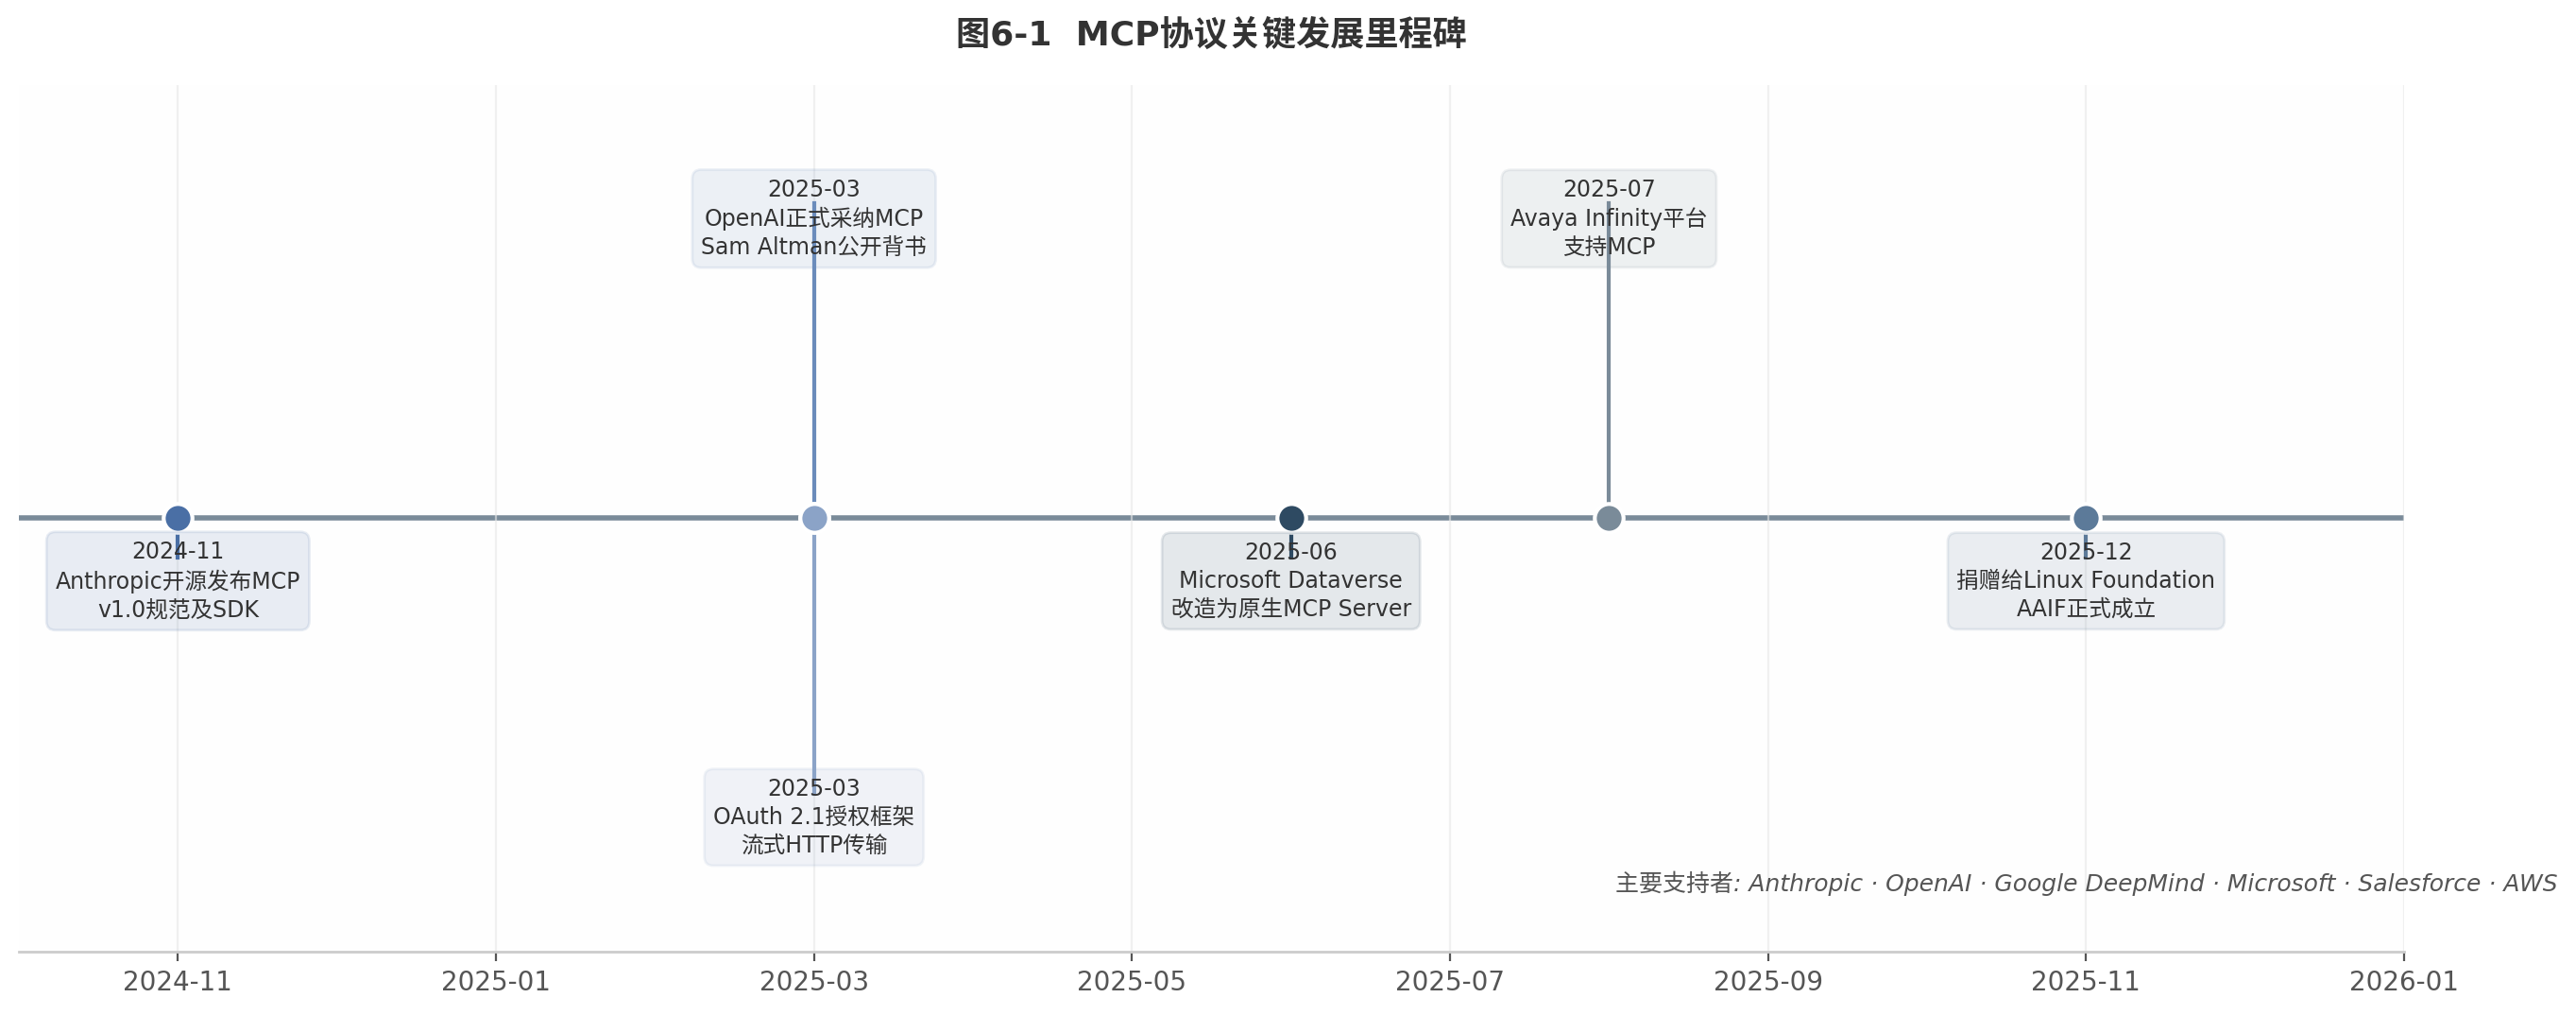 图6-1 MCP协议关键发展里程碑
2025-03
OpenAI正式采纳MCP
Sam Altman公开背书
2025-07
Avaya Infinity平台
支持MCP
2024-11
Anthropic开源发布MCP
v1.0规范及SDK
2025-06
Microsoft Dataverse
改造为原生MCP Server
2025-12
捐赠给Linux Foundation
AAIF正式成立
2025-03
OAuth 2.1授权框架
流式HTTP传输
主要支持者: Anthropic · OpenAI · Google DeepMind · Microsoft · Salesforce · AWS
2024-11
2025-01
2025-03
2025-05
2025-07
2025-09
2025-11
2026-01